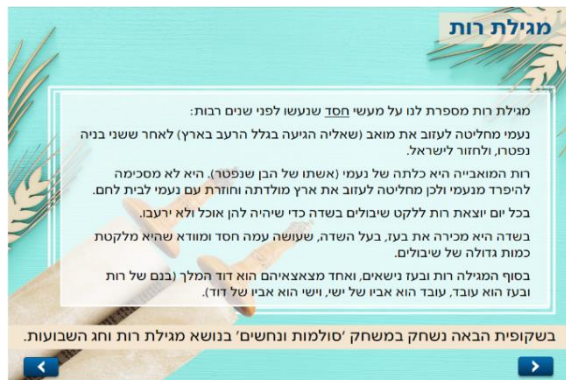 מגילת רות
מגילת רות מספרת לנו על מעשי חסד שנעשו לפני שנים רבות:
נעמי מחליטה לעזוב את מואב (שאליה הגיעה בגלל הרעב בארץ) לאחר ששני בניה
נפטרו, ולחזור לישראל.
רות המואבייה היא כלתה של נעמי (אשתו של הבן שנפטר). היא לא מסכימה
להיפרד מנעמי ולכן מחליטה לעזוב את ארץ מולדתה וחוזרת עם נעמי לבית לחם.
בכל יום יוצאת רות ללקט שיבולים בשדה כדי שיהיה להן אוכל ולא ירעבו.
בשדה היא מכירה את בעז, בעל השדה, שעושה עמה חסד ומוודא שהיא מלקטת
כמות גדולה של שיבולים.
בסוף המגילה רות ובעז נישאים, ואחד מצאצאיהם הוא דוד המלך (בנם של רות
ובעז הוא עובד, עובד הוא אביו של ישי, וישי הוא אביו של דוד).
בשקופית הבאה נשחק במשחק 'סולמות ונחשים' בנושא מגילת רות וחג השבועות.